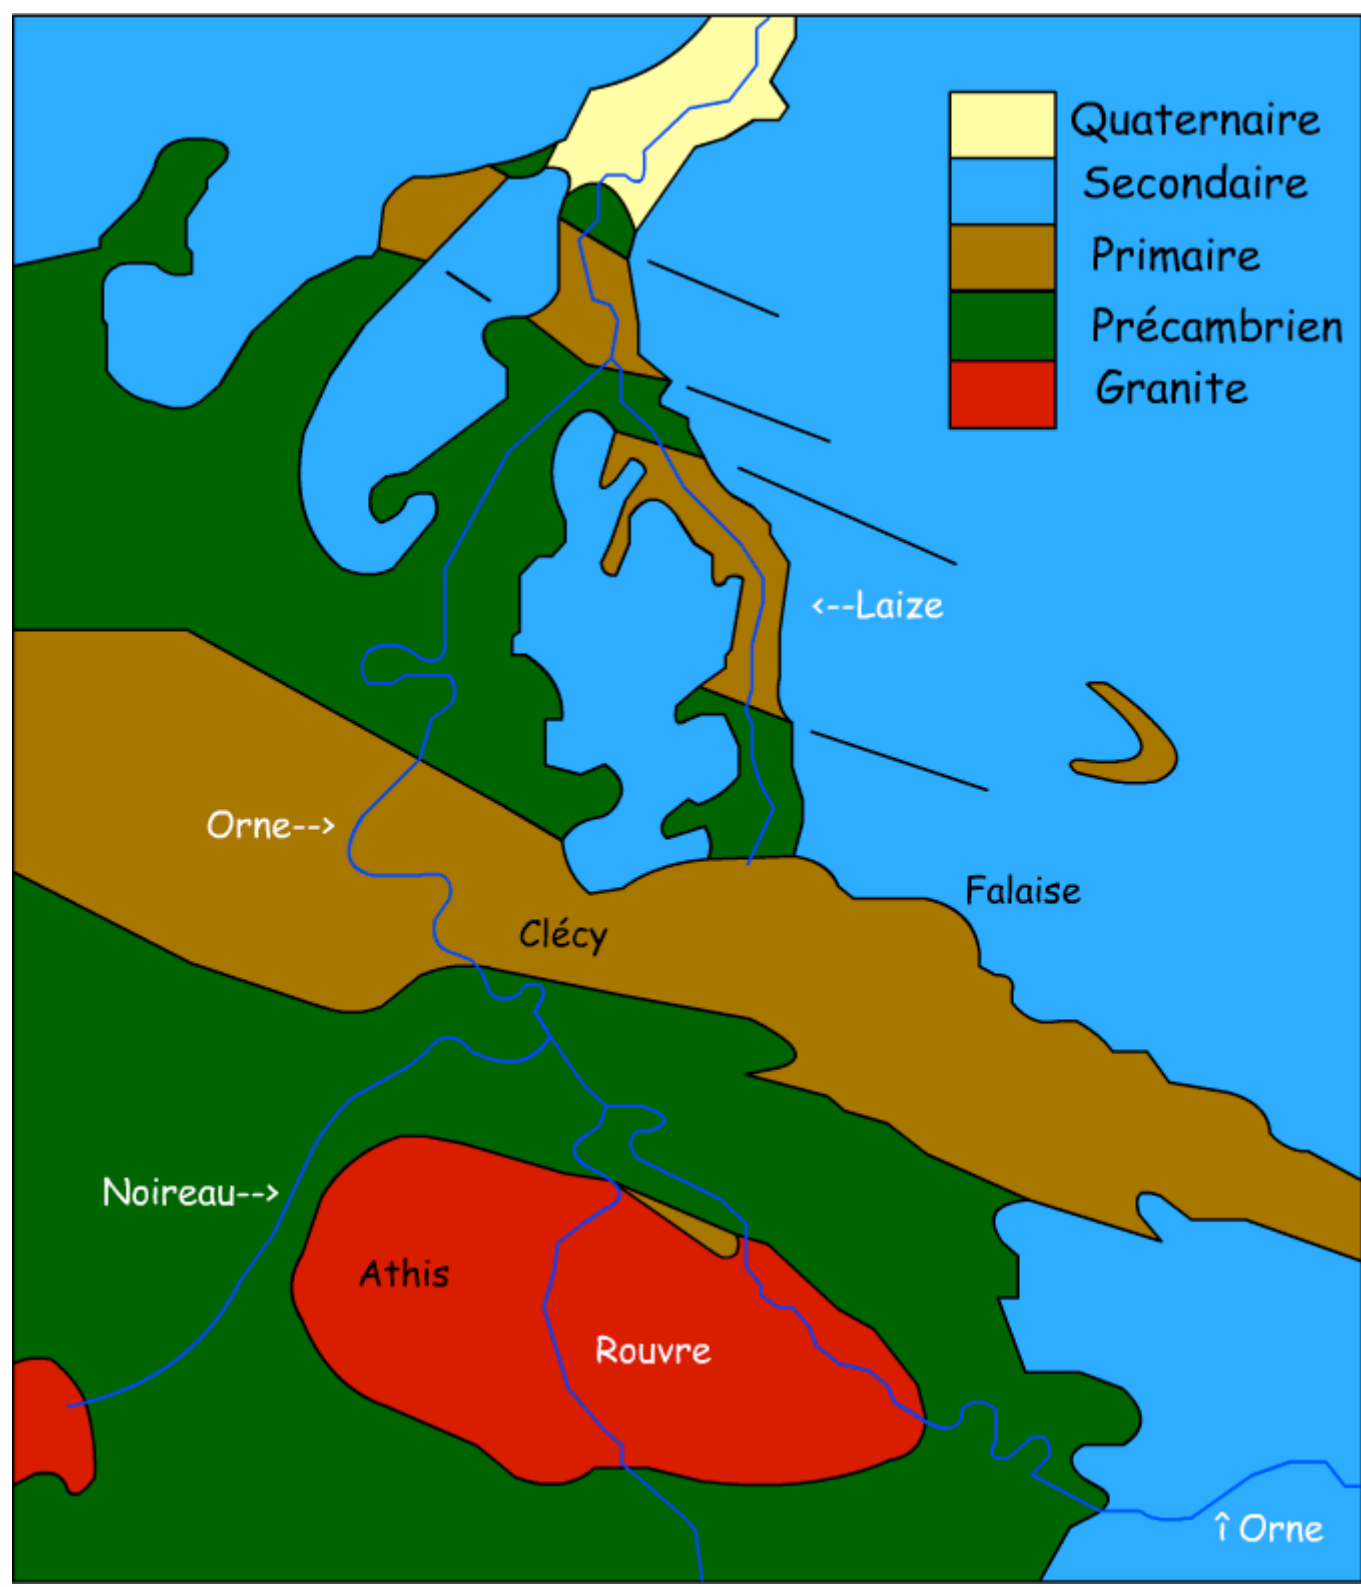 Quaternaire
Secondaire
Primaire
Précambrien
Granite
<--Laize
Orne-->
Falaise
Clécy
Noireau-->
Athis
Rouvre
î Orne